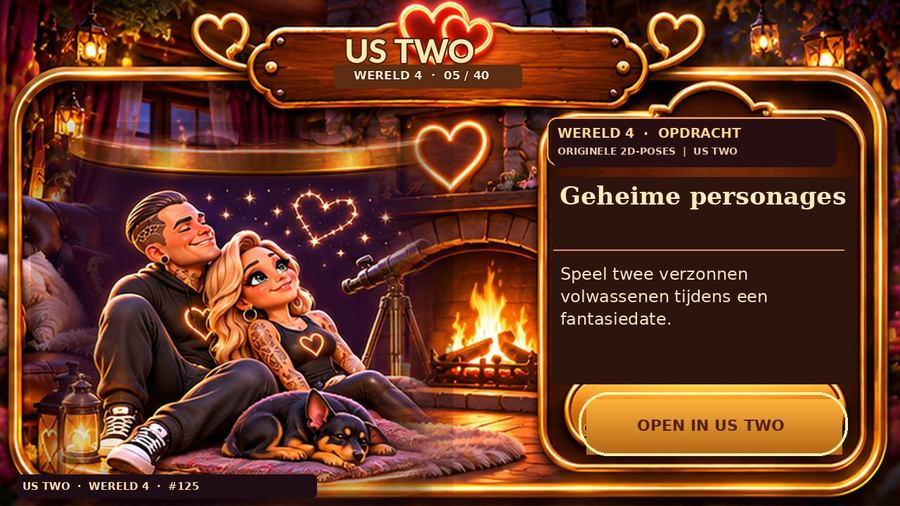 US TWO
WERELD 4 · 05 / 40
WERELD 4 · OPDRACHT
ORIGINELE 2D-POSES | US TWO
Geheime personages
Speel twee verzonnen
volwassenen tijdens een
fantasiedate.
OPEN IN US TWO
US TWO · WERELD 4 · #125